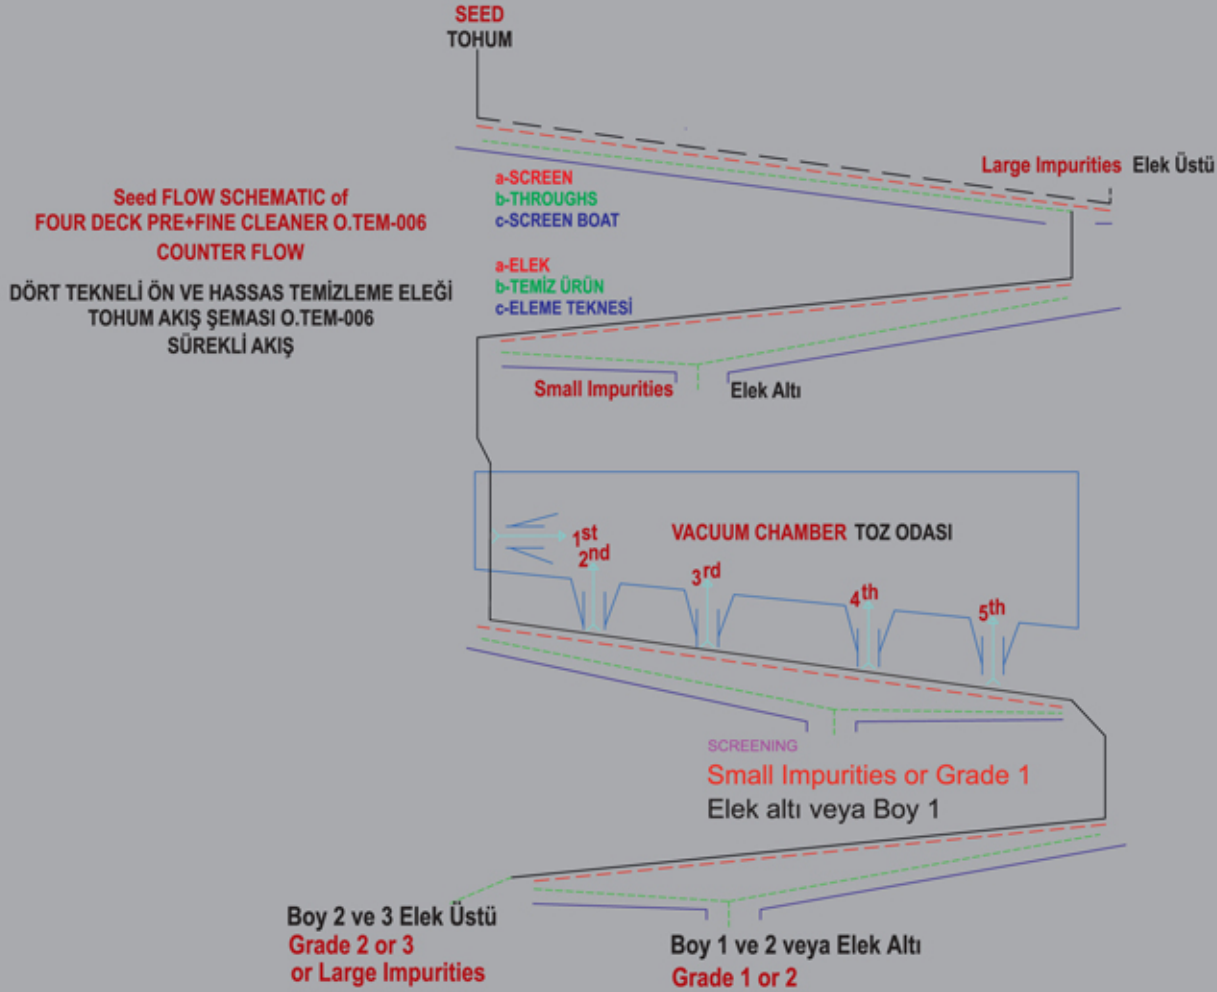 SEED
TOHUM
Large Impurities Elek Üstü
a-SCREEN
b-THROUGHS
c-SCREEN BOAT
Seed FLOW SCHEMATIC of
FOUR DECK PRE+FINE CLEANER O.TEM-006
COUNTER FLOW
a-ELEK
b-TEMİZ ÜRÜN
c-ELEME TEKNESİ
DÖRT TEKNELİ ÖN VE HASSAS TEMİZLEME ELEĞİ
TOHUM AKIŞ ŞEMASI O.TEM-006
SÜREKLİ AKIŞ
Small Impurities Elek Altı
VACUUM CHAMBER TOZ ODASI
1st
2nd
3rd
4th
5th
SCREENING
Small Impurities or Grade 1
Elek altı veya Boy 1
Boy 2 ve 3 Elek Üstü
Grade 2 or 3
or Large Impurities
Boy 1 ve 2 veya Elek Altı
Grade 1 or 2